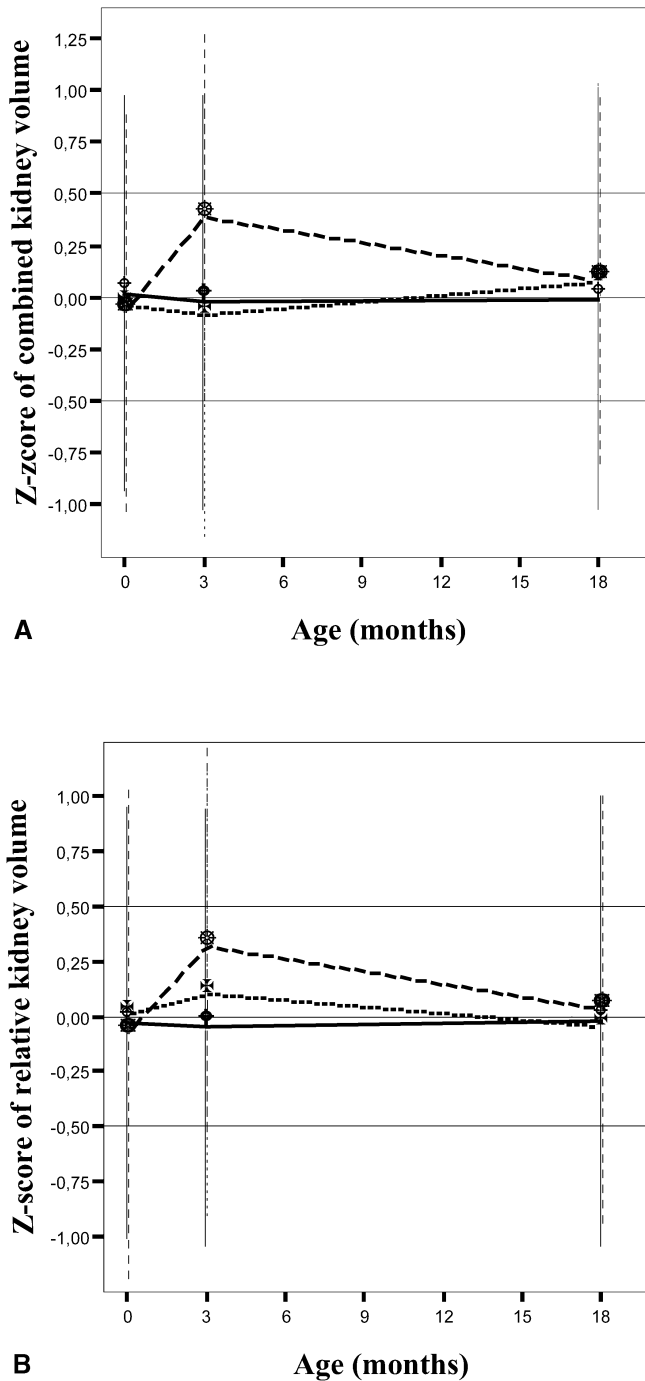 Z-zcore of combined kidney volume
1,25
1,00
0,75
0,50
0,25
0,00
-0,25
-0,50
-0,75
-1,00
0 3 6 9 12 15 18
A
Age (months)
Z-score of relative kidney volume
1,00
0,75
0,50
0,25
0,00
-0,25
-0,50
-0,75
-1,00
0 3 6 9 12 15 18
B
Age (months)